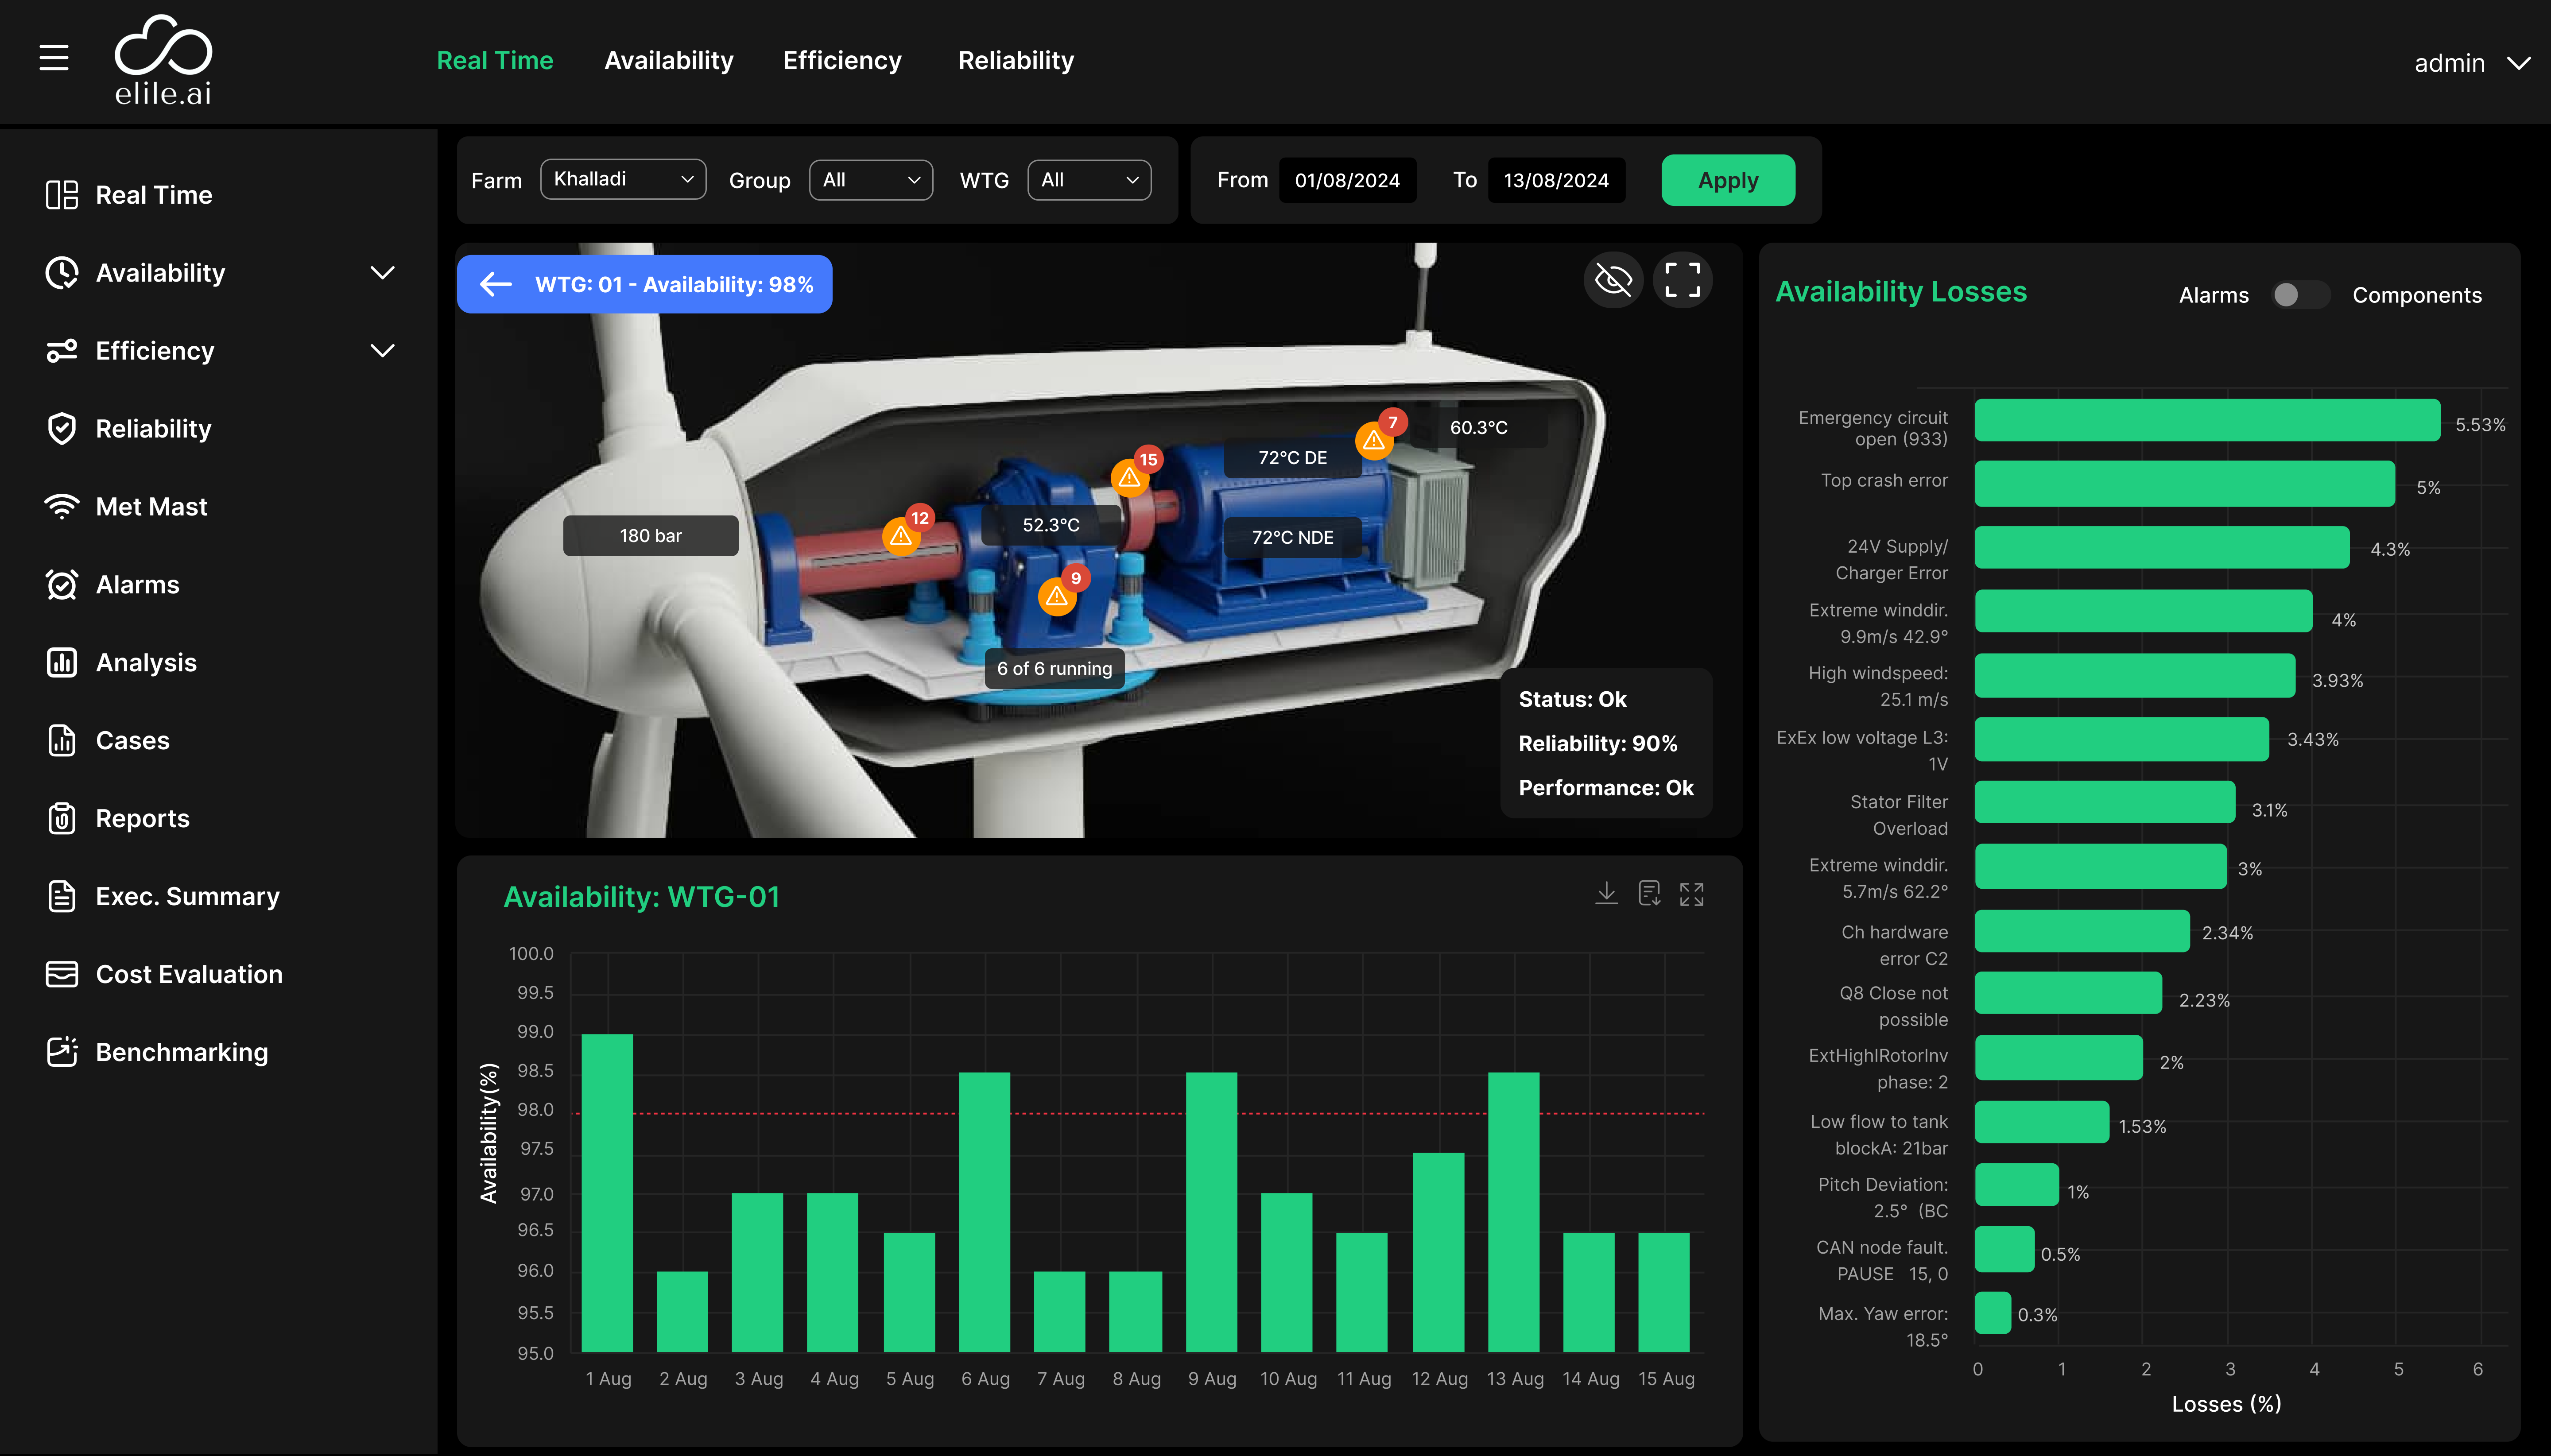 elile.ai
Real Time
Availability
Efficiency
Reliability
admin
Real Time
Availability
Efficiency
Reliability
Met Mast
Alarms
Analysis
Cases
Reports
Exec. Summary
Cost Evaluation
Benchmarking
Farm
Khalladi
Group
All
WTG
All
From
01/08/2024
To
13/08/2024
Apply
WTG: 01 - Availability: 98%
180 bar
12
52.3°C
9
15
72°C DE
72°C NDE
7
60.3°C
6 of 6 running
Status: Ok
Reliability: 90%
Performance: Ok
Availability: WTG-01
Availability(%)
100.0
99.5
99.0
98.5
98.0
97.5
97.0
96.5
96.0
95.5
95.0
1 Aug
2 Aug
3 Aug
4 Aug
5 Aug
6 Aug
7 Aug
8 Aug
9 Aug
10 Aug
11 Aug
12 Aug
13 Aug
14 Aug
15 Aug
Availability Losses
Alarms
Components
Emergency circuit
open (933)
5.53%
Top crash error
5%
24V Supply/
Charger Error
4.3%
Extreme winddir.
9.9m/s 42.9°
4%
High windspeed:
25.1 m/s
3.93%
ExEx low voltage L3:
1V
3.43%
Stator Filter
Overload
3.1%
Extreme winddir.
5.7m/s 62.2°
3%
Ch hardware
error C2
2.34%
Q8 Close not
possible
2.23%
ExtHighIRotorInv
phase: 2
2%
Low flow to tank
blockA: 21bar
1.53%
Pitch Deviation:
2.5° (BC
1%
CAN node fault.
PAUSE 15, 0
0.5%
Max. Yaw error:
18.5°
0.3%
0
1
2
3
4
5
6
Losses (%)